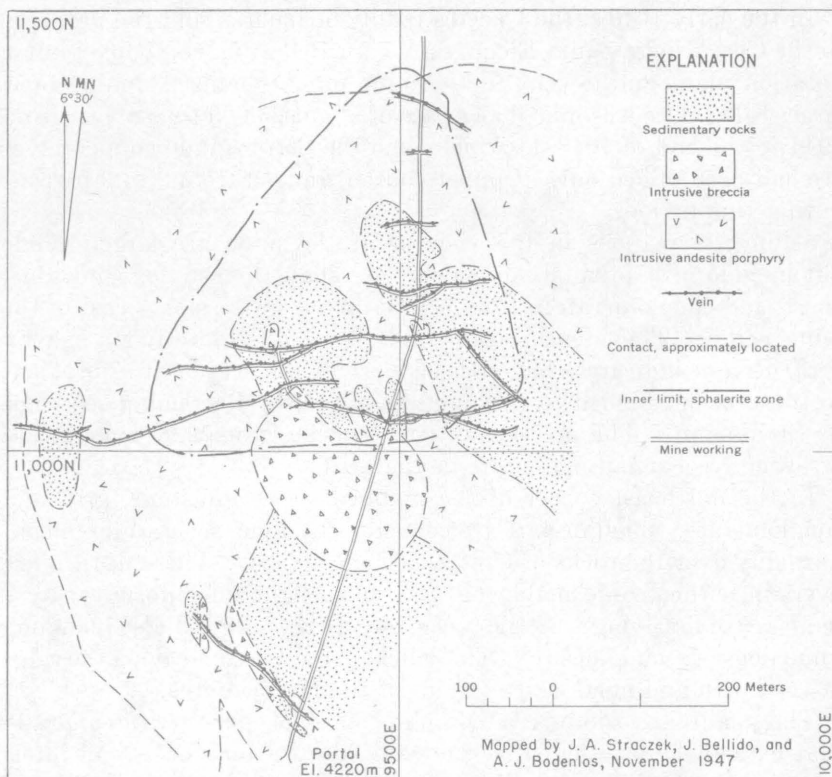 11,500N
N MN
6°30'
EXPLANATION
Sedimentary rocks
Intrusive breccia
Intrusive andesite porphyry
Vein
Contact, approximately located
Inner limit, sphalerite zone
Mine working
11,000N
100 0 200 Meters
Portal
El. 4220m
9500E
Mapped by J. A. Straczek, J. Bellido, and
A. J. Bodenlos, November 1947
10,000E